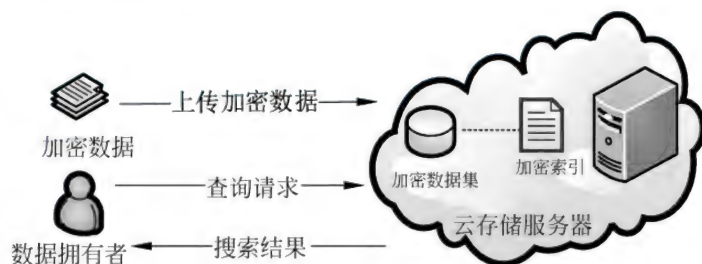 上传加密数据
加密数据
加密数据集
加密索引
查询请求
云存储服务器
数据拥有者
搜索结果